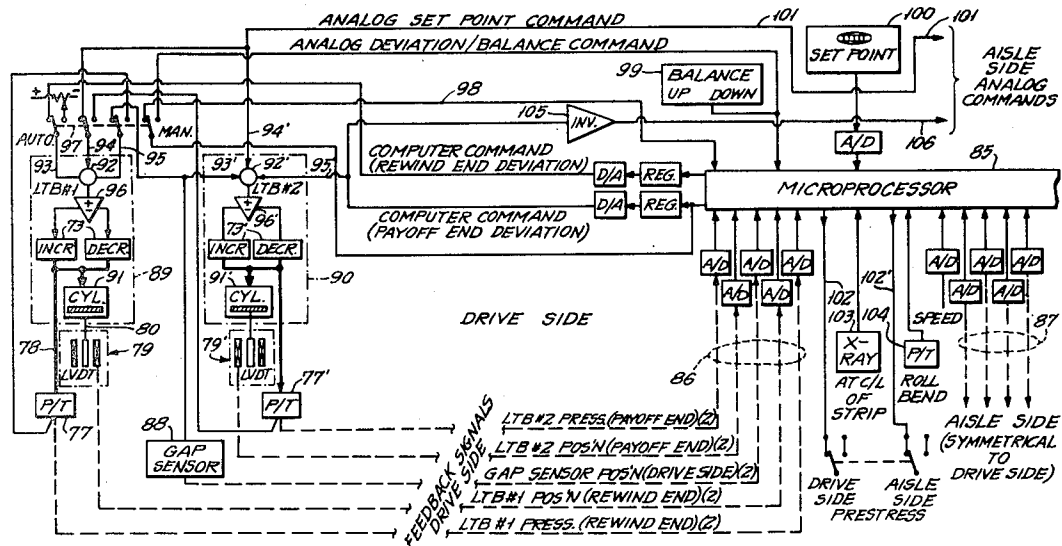 ANALOG SET POINT COMMAND
101
100
101
SET POINT
ANALOG DEVIATION/BALANCE COMMAND
AISLE
SIDE
ANALOG
COMMANDS
99
BALANCE
UP DOWN
98
105
INV.
106
+ -
AUTO.
97
94
MAN.
95
94'
A/D
93
92
LTB#1
96
93'
92'
LTB#2
95'
96'
COMPUTER COMMAND
(REWIND END DEVIATION)
D/A
REG.
85
MICROPROCESSOR
COMPUTER COMMAND
(PAYOFF END DEVIATION)
D/A
REG.
±
±
INCR.
73
DECR.
INCR.
73'
DECR.
91
CYL.
89
91
CYL.
90
80
78
79
LVDT
79'
LVDT
DRIVE SIDE
A/D
A/D
A/D
A/D
A/D
86
102
103
X-RAY
AT C/L
OF
STRIP
102'
104
SPEED
P/T
ROLL
BEND
A/D
A/D
A/D
A/D
A/D
87
P/T
77
P/T
77'
88
GAP
SENSOR
FEEDBACK SIGNALS
DRIVE SIDE
LTB#2 PRESS.(PAYOFF END)(2)
LTB#2 POS'N (PAYOFF END)(2)
GAP SENSOR POS'N(DRIVE SIDE)(2)
LTB#1 POS'N (REWIND END)(2)
LTB#1 PRESS.(REWIND END)(2)
AISLE SIDE
(SYMMETRICAL
TO
DRIVE SIDE)
DRIVE
SIDE
AISLE
SIDE
PRESTRESS